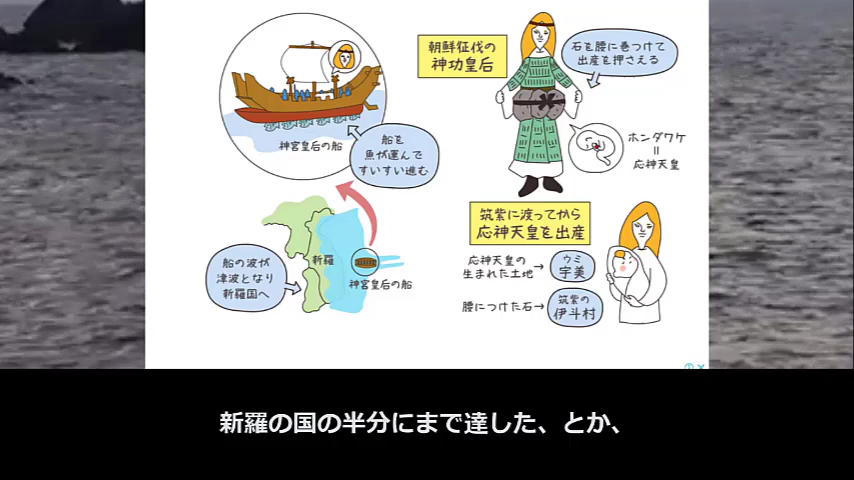 朝鮮征伐の
神功皇后
石を腰に巻つけて
出産を押さえる
船を
魚が運んで
すいすい進む
神宮皇后の船
ホンダワケ
=
応神天皇
筑紫に渡ってから
応神天皇を出産
船の波が
津波となり
新羅国へ
新羅
神宮皇后の船
応神天皇の
生まれた土地→
ウミ
宇美
腰につけた石→
筑紫の
伊斗村
新羅の国の半分にまで達した、とか、